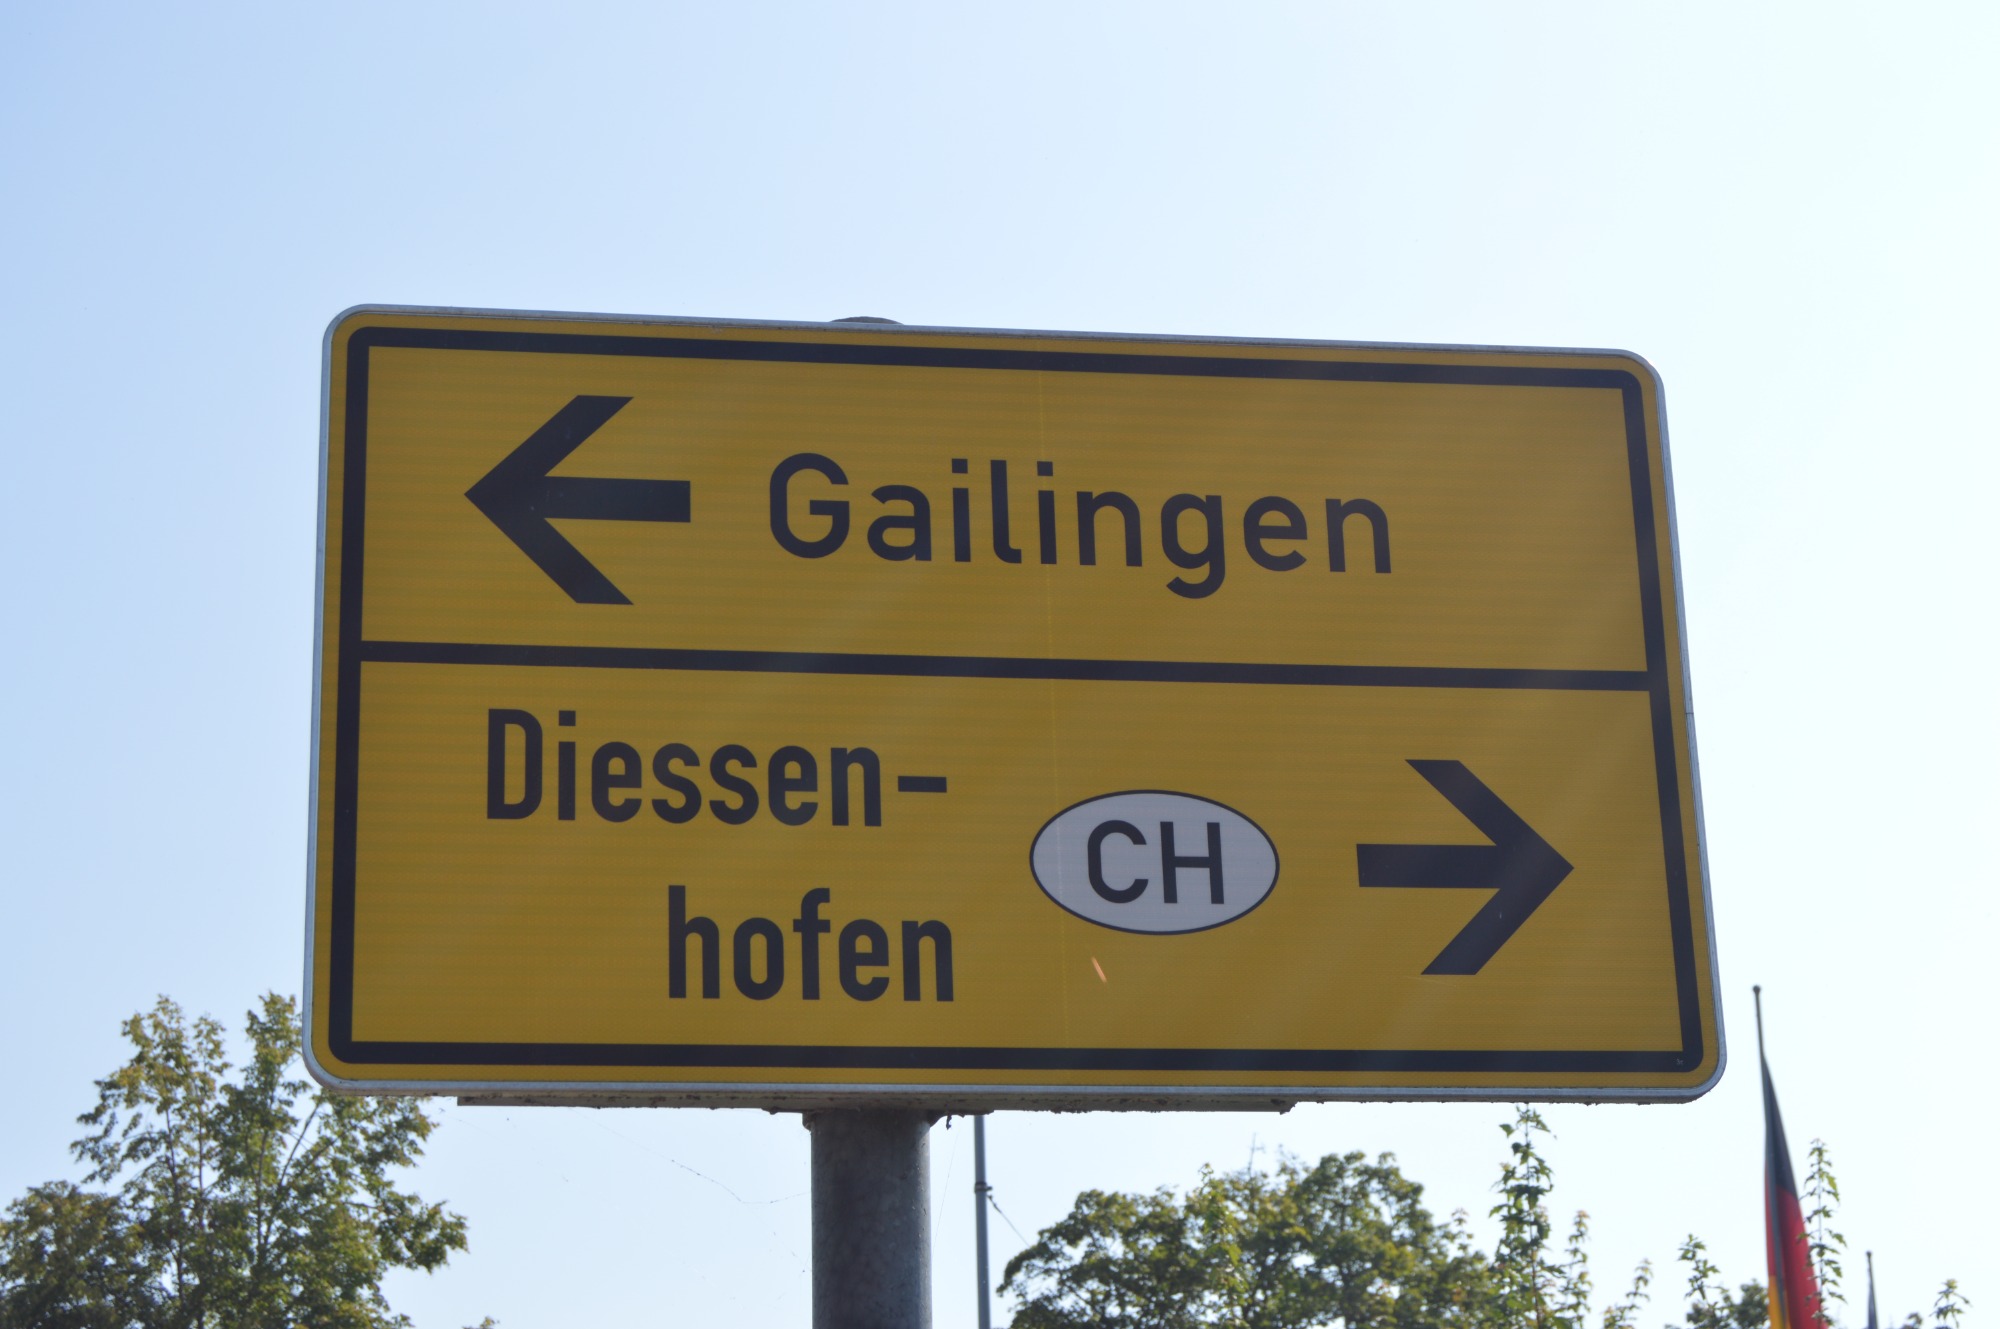 Gailingen
Diessen-
hofen
CH